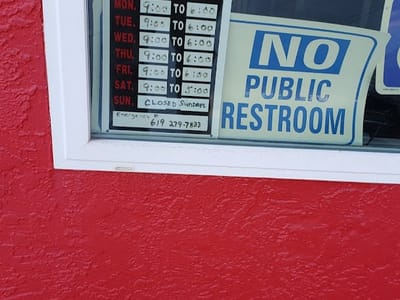 MON. 9:00 TO 6:00
TUE. 9:00 TO 6:00
WED. 9:00 TO 6:00
THU. 9:00 TO 6:00
FRI. 9:00 TO 6:00
SAT. 9:00 TO 5:00
SUN. CLOSED SUNDAYS
Emergency #
619
NO
PUBLIC
RESTROOM